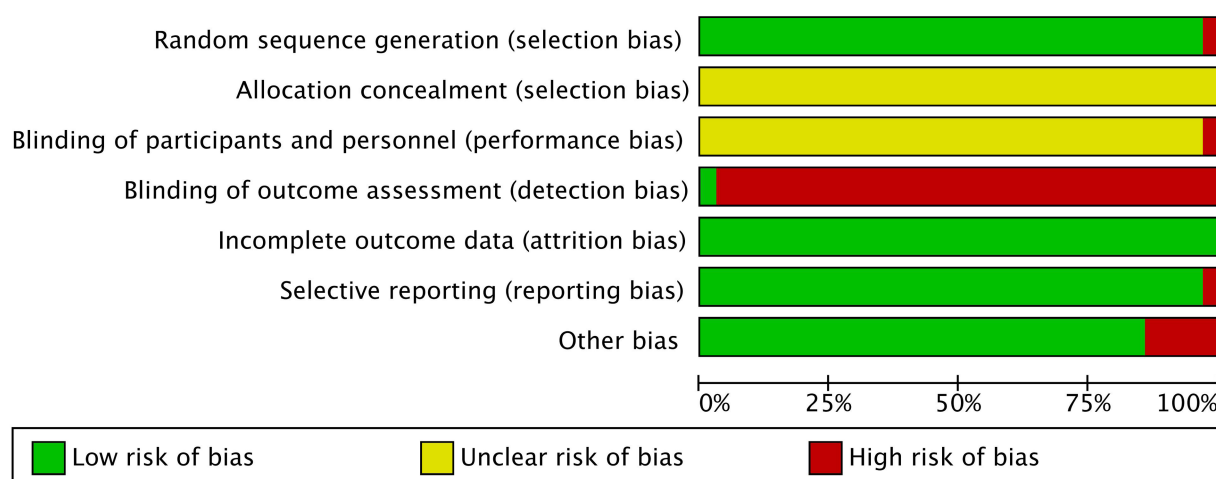 Random sequence generation (selection bias)
Allocation concealment (selection bias)
Blinding of participants and personnel (performance bias)
Blinding of outcome assessment (detection bias)
Incomplete outcome data (attrition bias)
Selective reporting (reporting bias)
Other bias
0% 25% 50% 75% 100%
Low risk of bias Unclear risk of bias High risk of bias